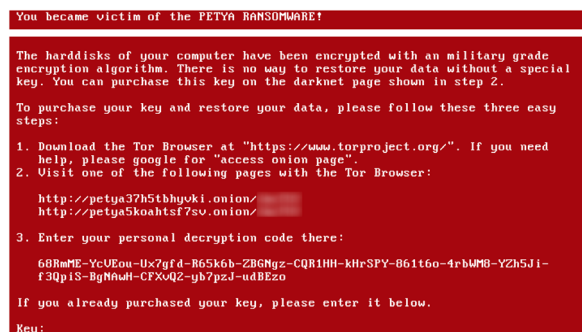 You became victim of the PETYA RANSOMWARE!
The harddisks of your computer have been encrypted with an military grade
encryption algorithm. There is no way to restore your data without a special
key. You can purchase this key on the darknet page shown in step 2.
To purchase your key and restore your data, please follow these three easy
steps:
1. Download the Tor Browser at "https://www.torproject.org/". If you need
help, please google for "access onion page".
2. Visit one of the following pages with the Tor Browser:
http://petya37h5tbhyvki.onion/
http://petya5koahtsf7sv.onion/
3. Enter your personal decryption code there:
68RmME-YcVEou-Ux7gfd-R65k6b-ZBGNgz-CQR1HH-kHrSPY-861t6o-4rbWM8-YZh5Ji-
f3QpiS-BgNAwH-CFXvQ2-yb7pzJ-udBEzo
If you already purchased your key, please enter it below.
Key: